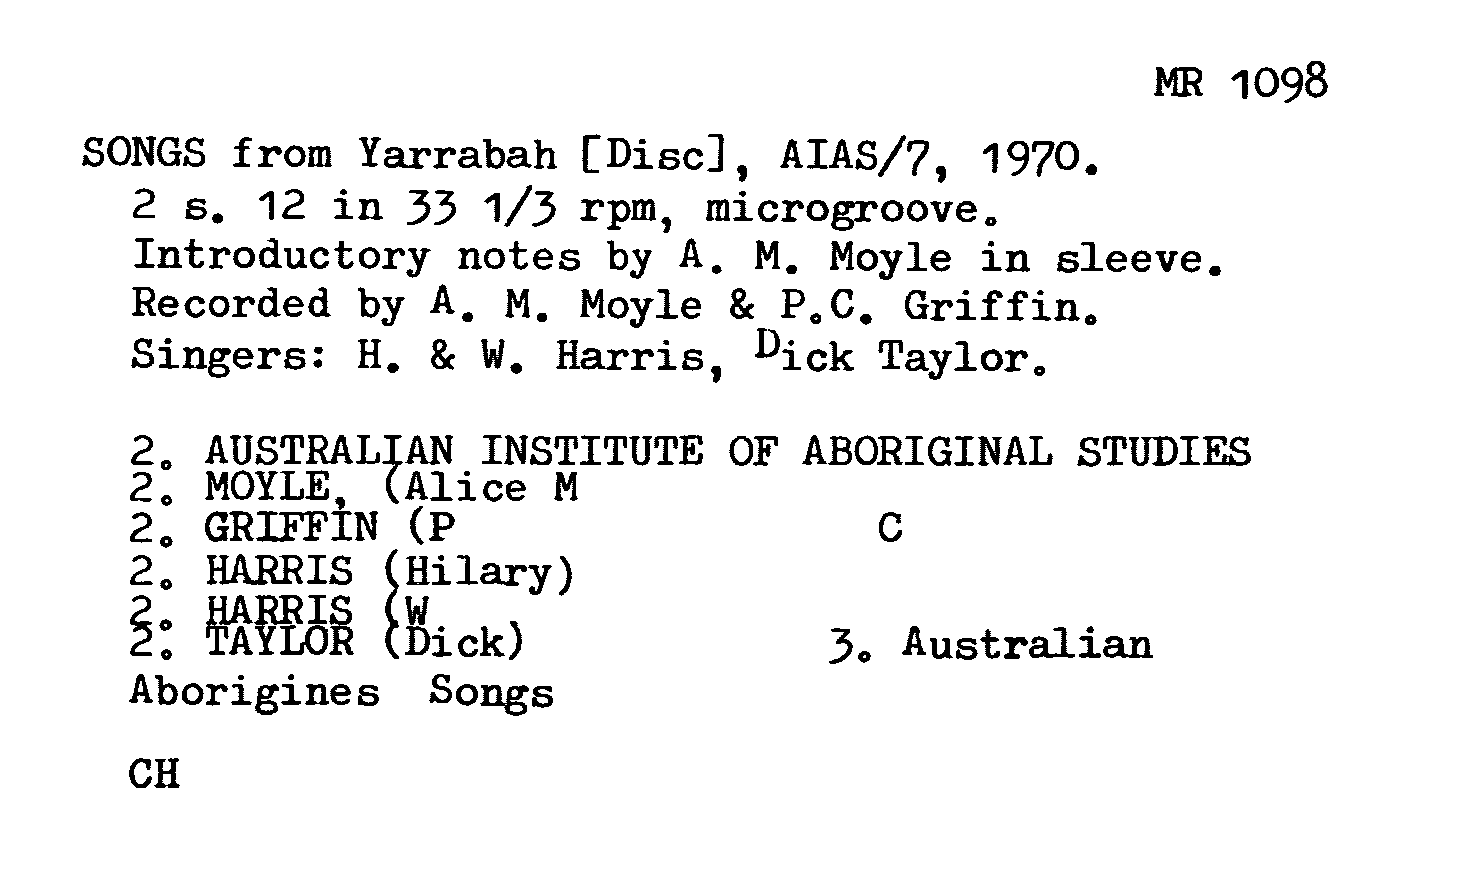 MR 1098
SONGS from Yarrabah [Disc], AIAS/7, 1970.
2 s. 12 in 33 1/3 rpm, microgroove.
Introductory notes by A. M. Moyle in sleeve.
Recorded by A. M. Moyle & P.C. Griffin.
Singers: H. & W. Harris, Dick Taylor.
2. AUSTRALIAN INSTITUTE OF ABORIGINAL STUDIES
2. MOYLE, (Alice M
2. GRIFFIN (P C
2. HARRIS (Hilary)
2. HARRIS (W
2. TAYLOR (Dick) 3. Australian
Aborigines Songs
CH